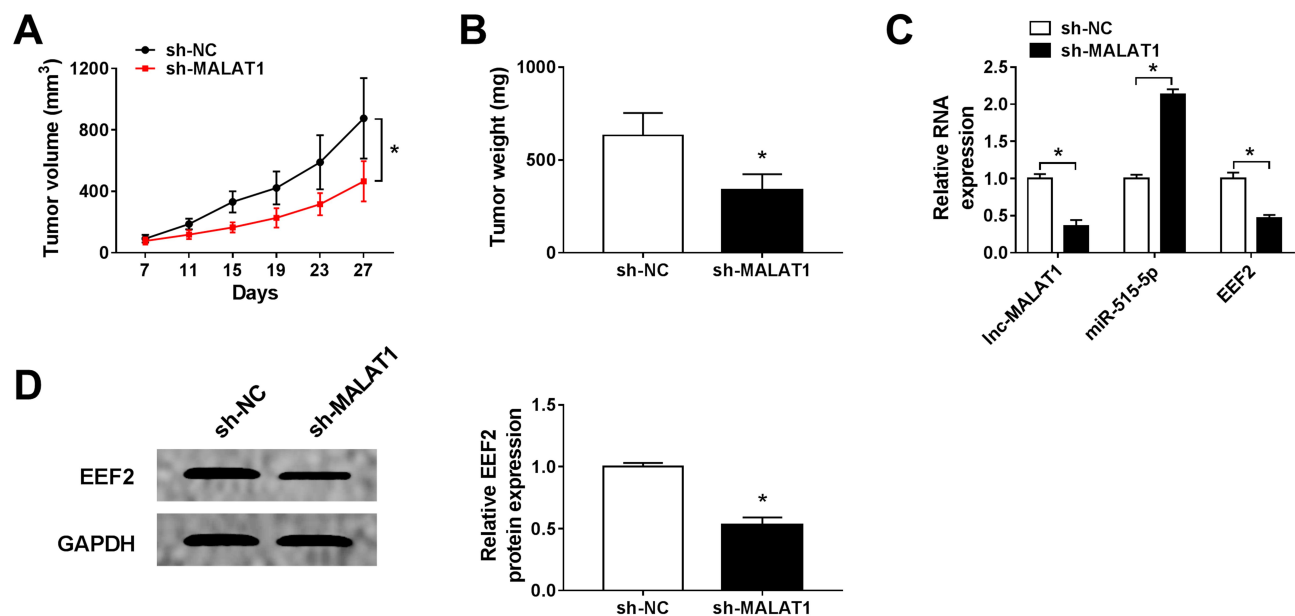 A
sh-NC
sh-MALAT1
Tumor volume (mm³)
1200
800
400
0
7 11 15 19 23 27
Days
*
B
Tumor weight (mg)
1000
500
0
*
sh-NC sh-MALAT1
C
sh-NC
sh-MALAT1
Relative RNA
expression
2.5
2.0
1.5
1.0
0.5
0.0
* * *
lnc-MALAT1 miR-515-5p EEF2
D
sh-NC sh-MALAT1
EEF2
GAPDH
Relative EEF2
protein expression
1.5
1.0
0.5
0.0
*
sh-NC sh-MALAT1